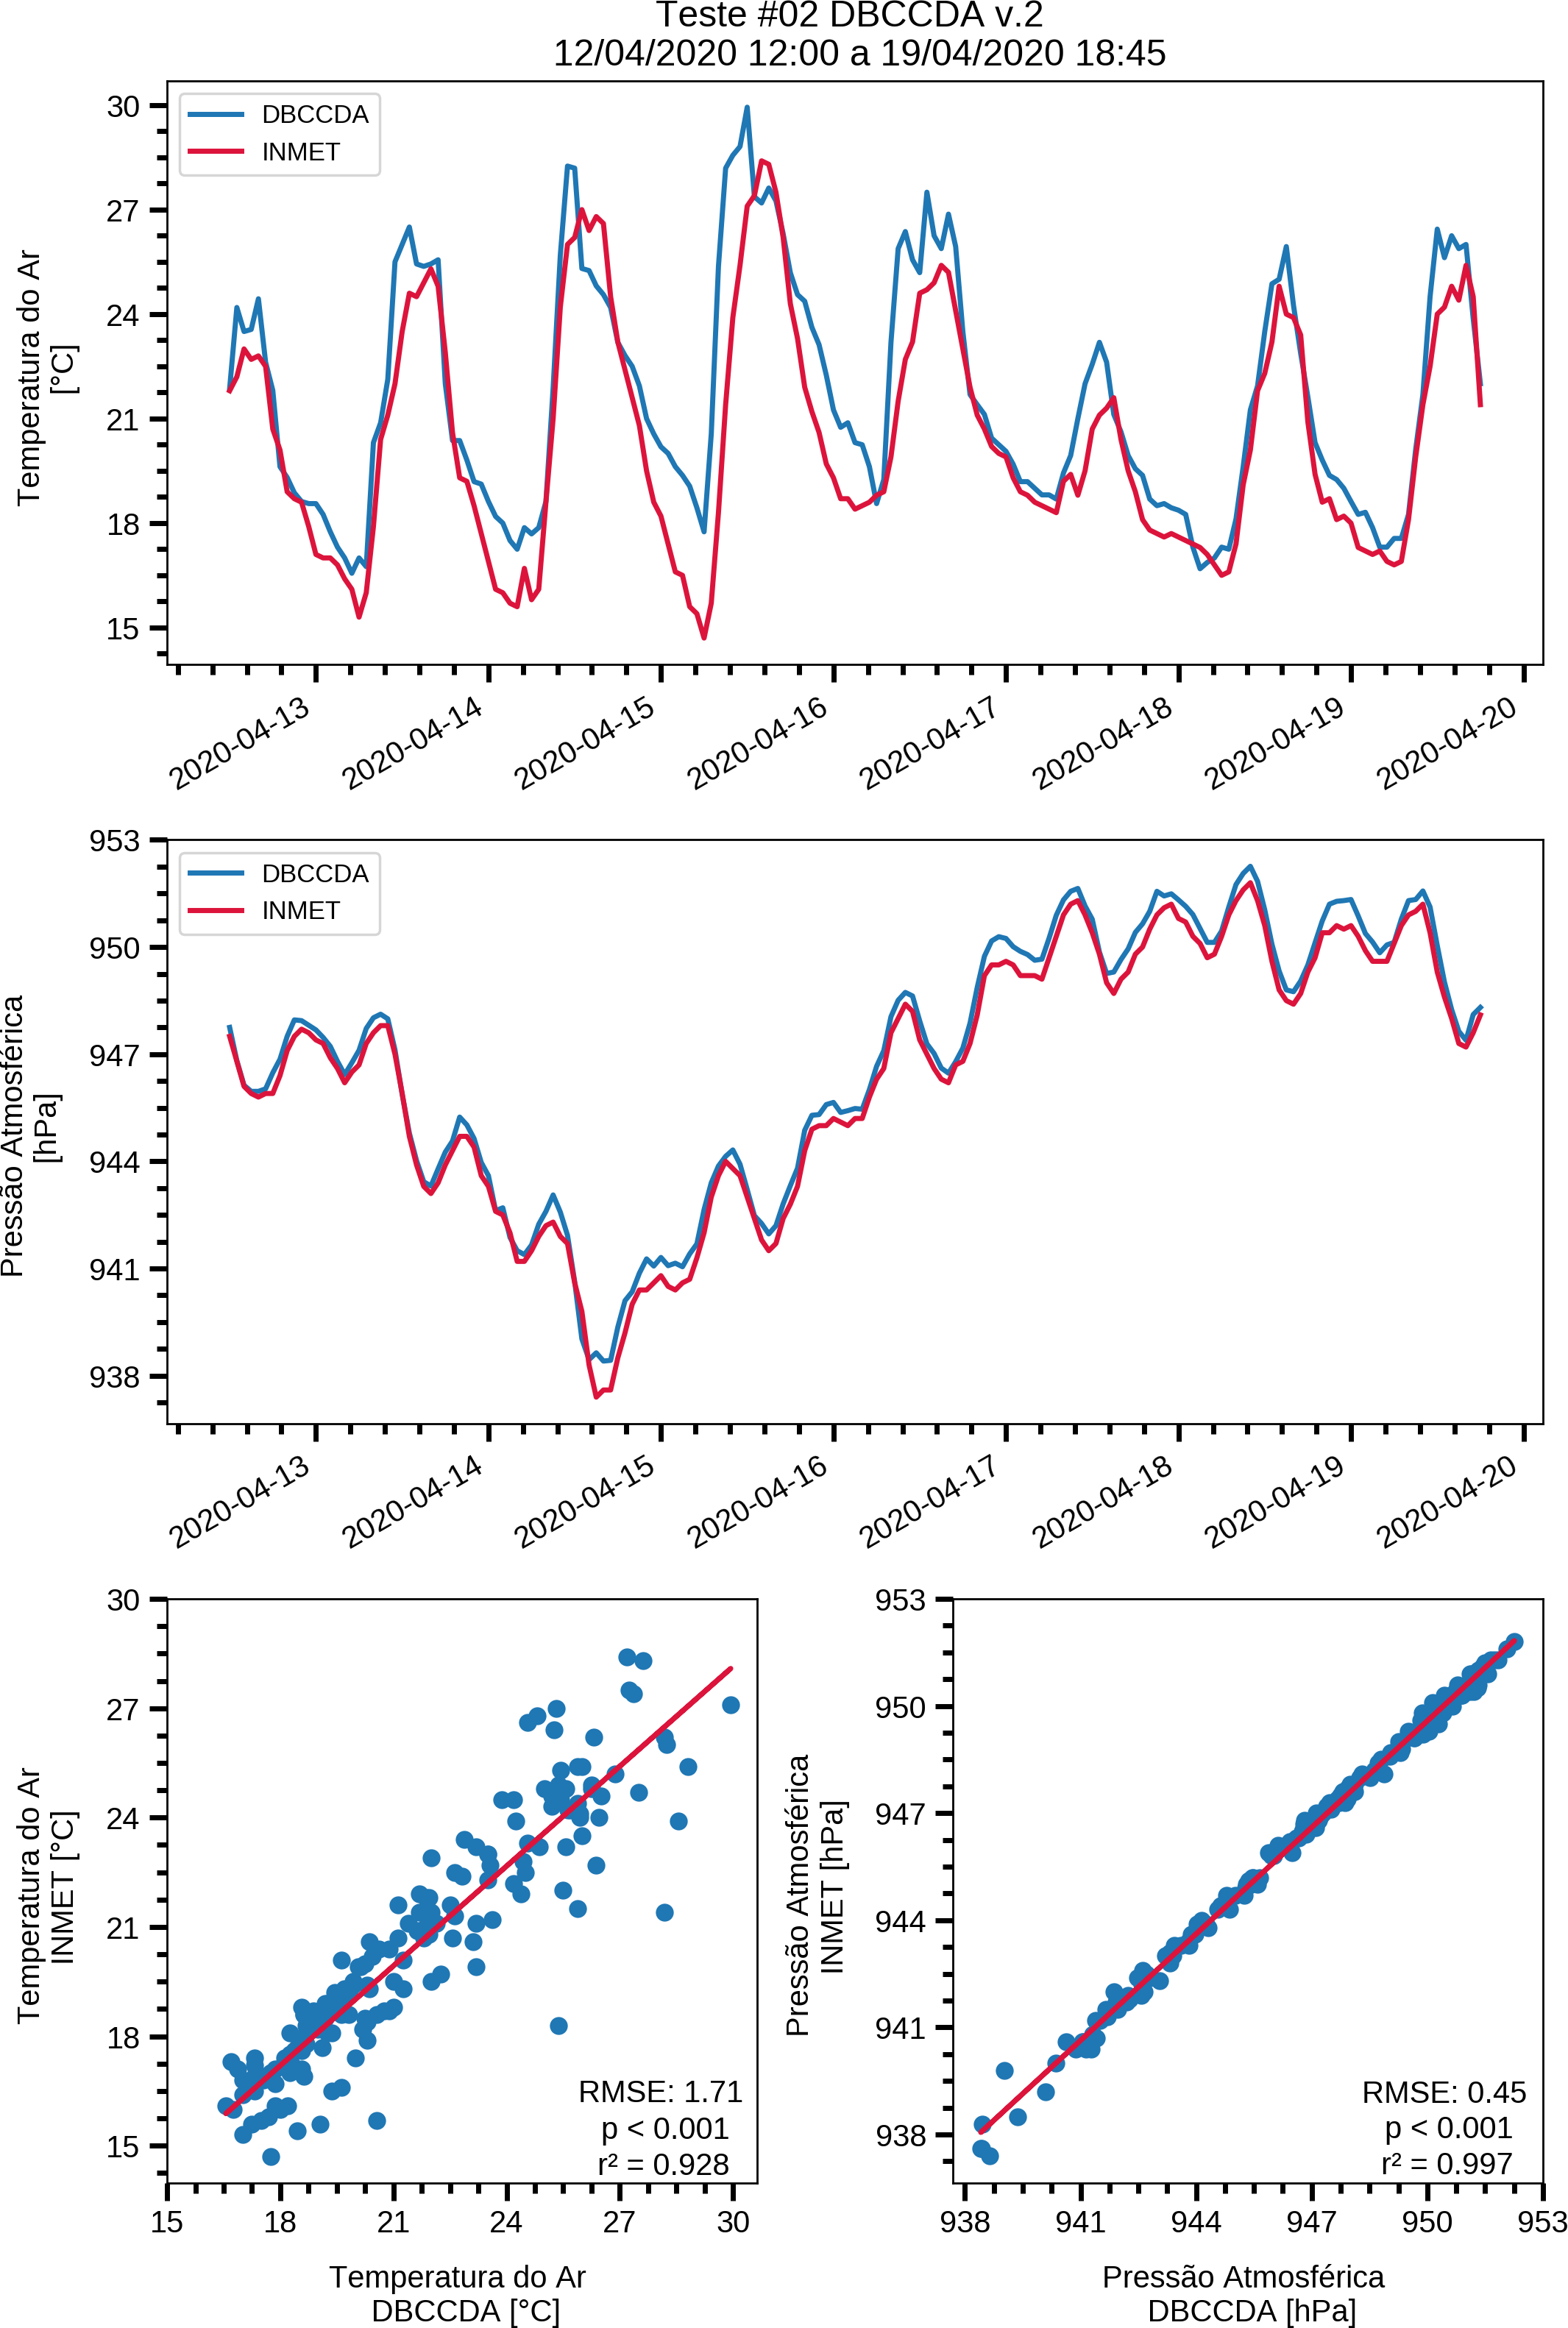 Teste #02 DBCCDA v.2
12/04/2020 12:00 a 19/04/2020 18:45
Temperatura do Ar
[°C]
30
27
24
21
18
15
DBCCDA
INMET
2020-04-13
2020-04-14
2020-04-15
2020-04-16
2020-04-17
2020-04-18
2020-04-19
2020-04-20
Pressão Atmosférica
[hPa]
953
950
947
944
941
938
DBCCDA
INMET
2020-04-13
2020-04-14
2020-04-15
2020-04-16
2020-04-17
2020-04-18
2020-04-19
2020-04-20
Temperatura do Ar
INMET [°C]
30
27
24
21
18
15
RMSE: 1.71
p < 0.001
r² = 0.928
15
18
21
24
27
30
Temperatura do Ar
DBCCDA [°C]
Pressão Atmosférica
INMET [hPa]
953
950
947
944
941
938
RMSE: 0.45
p < 0.001
r² = 0.997
938
941
944
947
950
953
Pressão Atmosférica
DBCCDA [hPa]